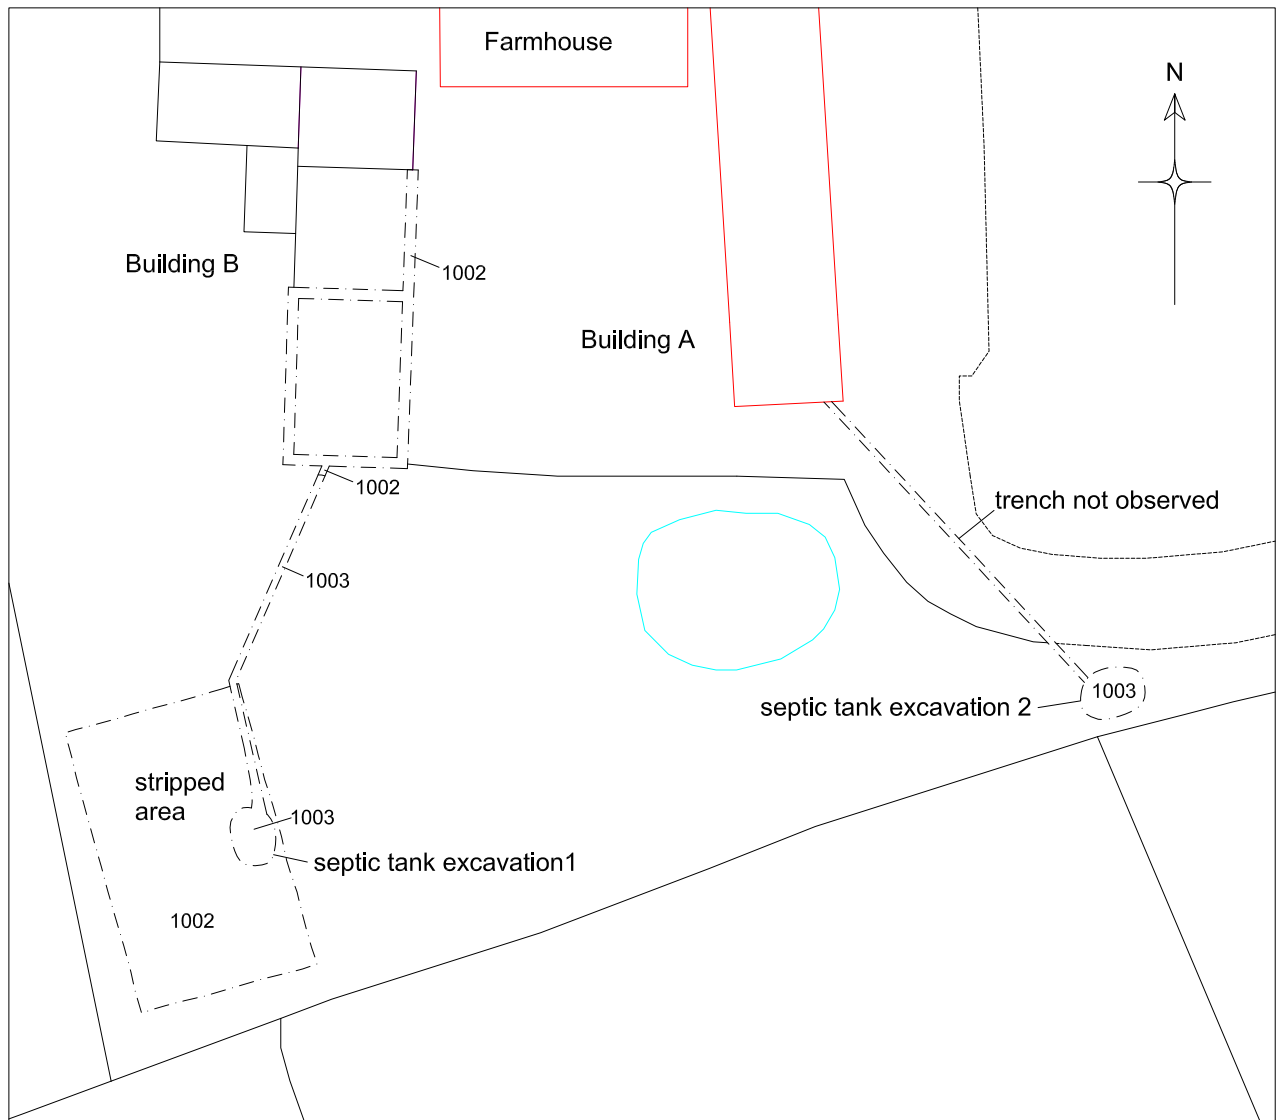 Farmhouse
N
Building B
1002
Building A
1002
trench not observed
1003
1003
septic tank excavation 2
stripped
area
1003
septic tank excavation1
1002